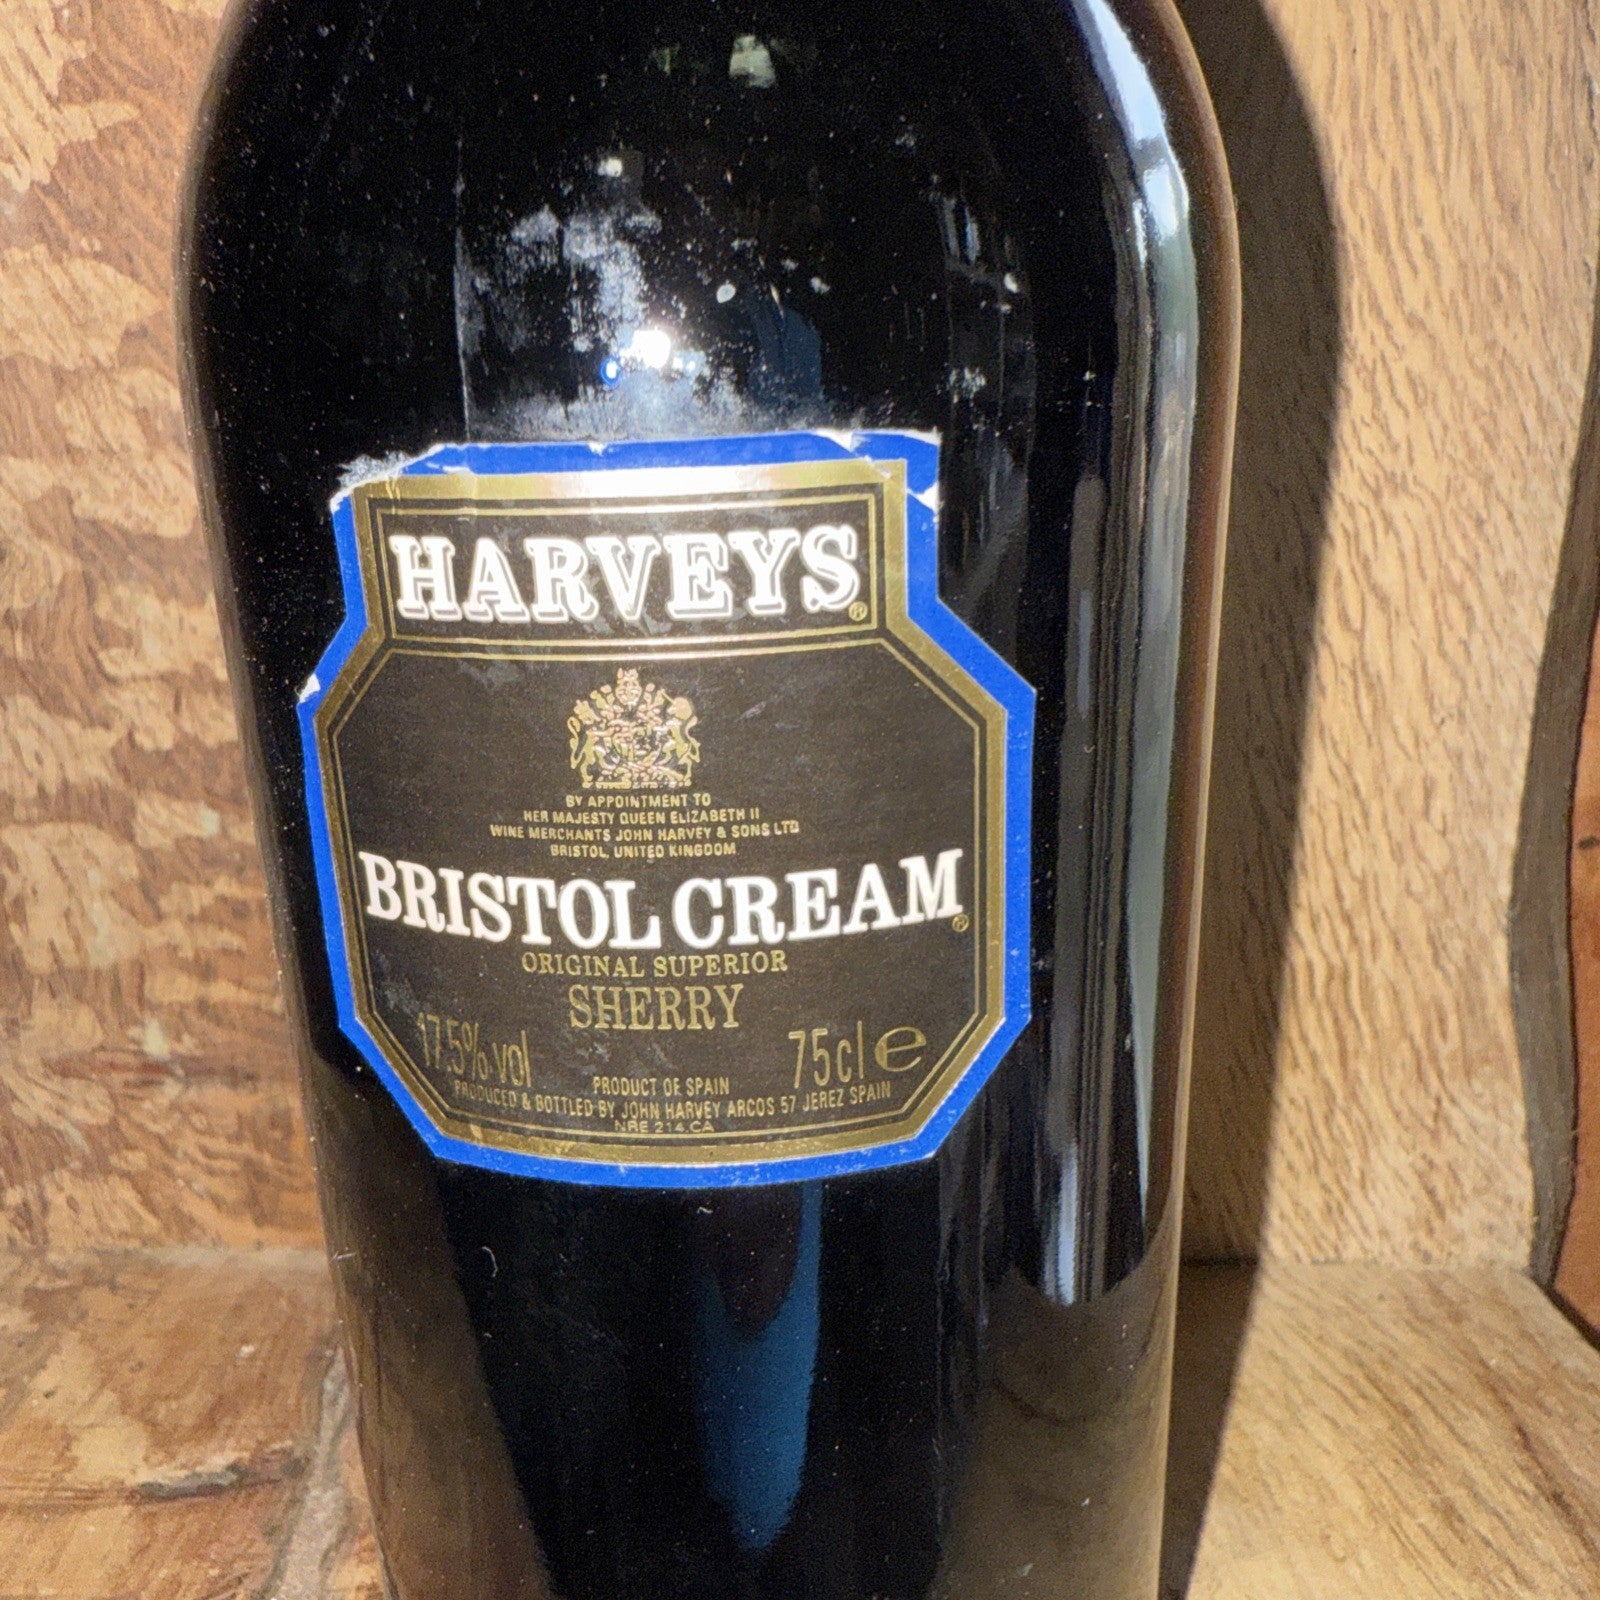 HARVEYS®
BY APPOINTMENT TO
HER MAJESTY QUEEN ELIZABETH II
WINE MERCHANTS JOHN HARVEY & SONS LTD
BRISTOL, UNITED KINGDOM
BRISTOL CREAM®
ORIGINAL SUPERIOR
SHERRY
17.5% vol 75cl e
PRODUCT OF SPAIN
PRODUCED & BOTTLED BY JOHN HARVEY ARCOS 57 JEREZ SPAIN
NRE 214.CA